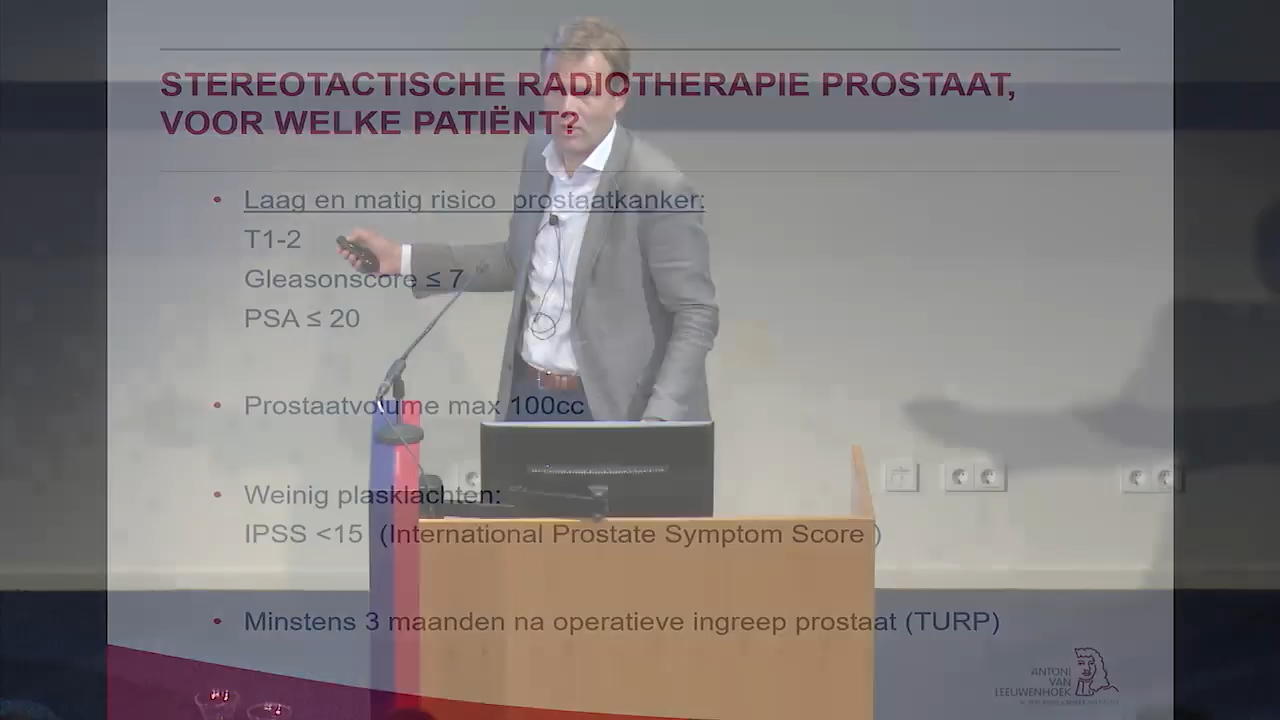 STEREOTACTISCHE RADIOTHERAPIE PROSTAAT,
VOOR WELKE PATIËNT?
• Laag en matig risico prostaatkanker:
T1-2
Gleasonscore ≤ 7
PSA ≤ 20
• Prostaatvolume max 100cc
• Weinig plasklachten:
IPSS <15 (International Prostate Symptom Score )
• Minstens 3 maanden na operatieve ingreep prostaat (TURP)
ANTONI
VAN
LEEUWENHOEK